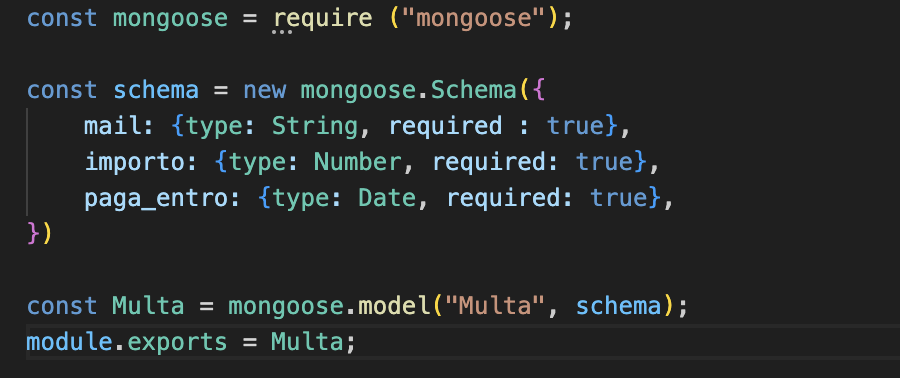 const mongoose = require ("mongoose");
const schema = new mongoose.Schema({
mail: {type: String, required : true},
importo: {type: Number, required: true},
paga_entro: {type: Date, required: true},
})
const Multa = mongoose.model("Multa", schema);
module.exports = Multa;